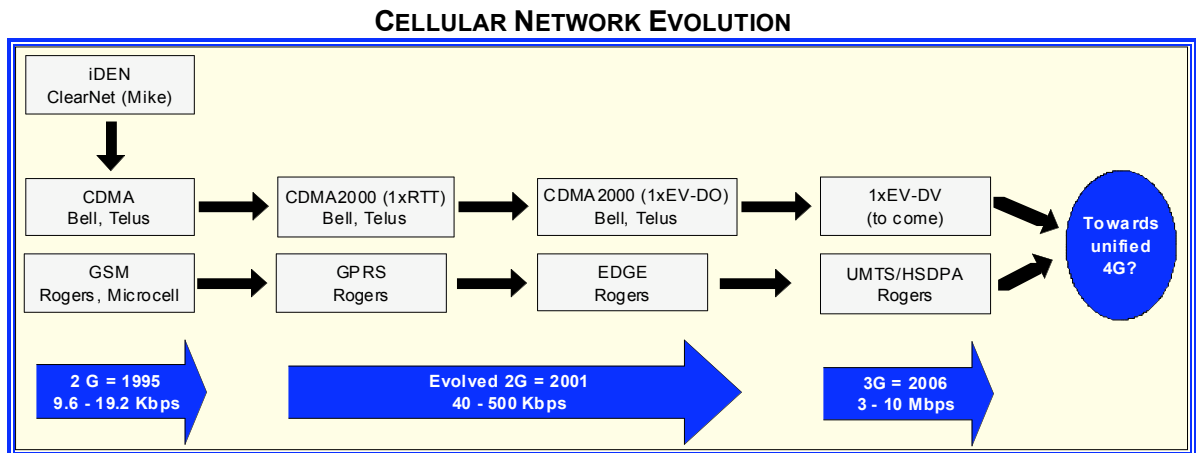 CELLULAR NETWORK EVOLUTION
iDEN
ClearNet (Mike)
CDMA
Bell, Telus
CDMA2000 (1xRTT)
Bell, Telus
CDMA2000 (1xEV-DO)
Bell, Telus
1xEV-DV
(to come)
Towards
unified
4G?
GSM
Rogers, Microcell
GPRS
Rogers
EDGE
Rogers
UMTS/HSDPA
Rogers
2 G = 1995
9.6 - 19.2 Kbps
Evolved 2G = 2001
40 - 500 Kbps
3G = 2006
3 - 10 Mbps